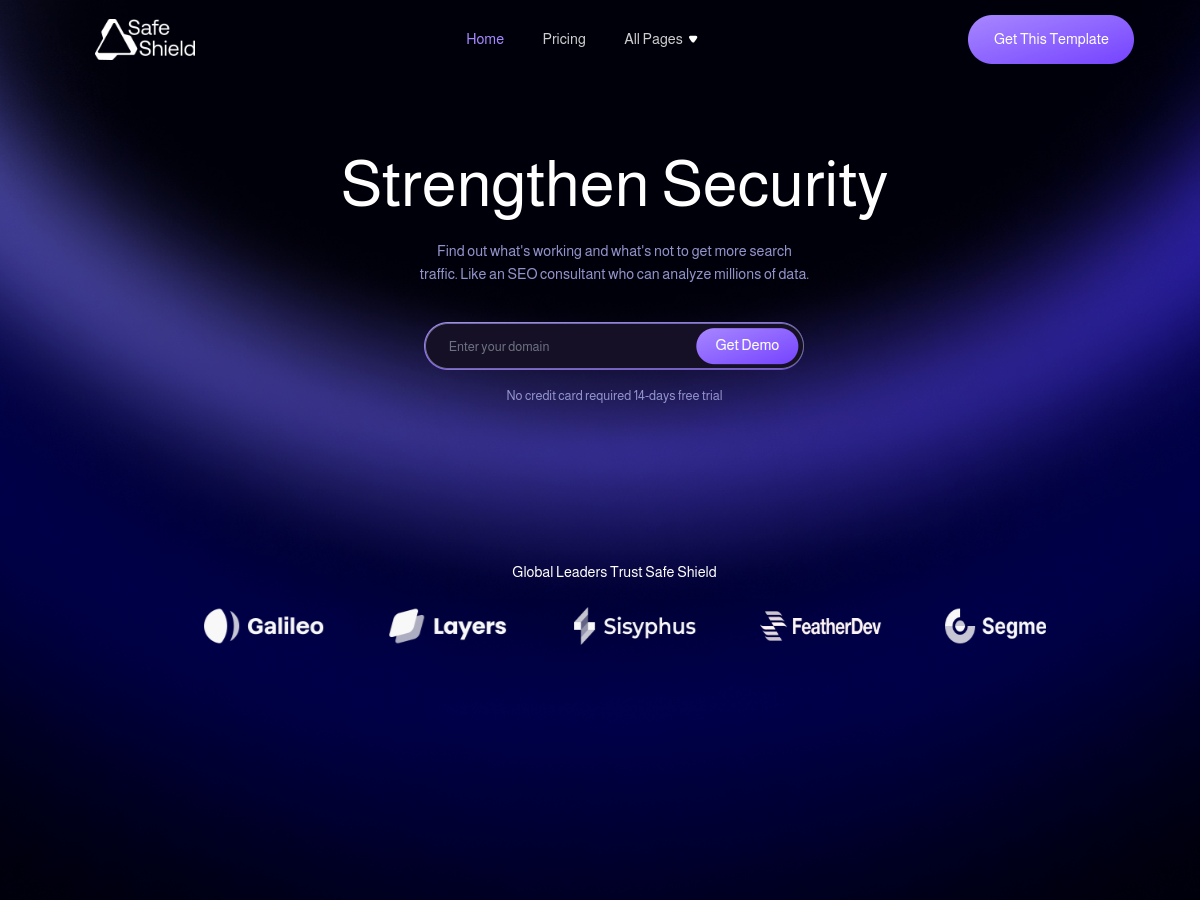 Safe
Shield
Home
Pricing
All Pages
Get This Template
Strengthen Security
Find out what's working and what's not to get more search
traffic. Like an SEO consultant who can analyze millions of data.
Enter your domain
Get Demo
No credit card required 14-days free trial
Global Leaders Trust Safe Shield
Galileo
Layers
Sisyphus
FeatherDev
Segme